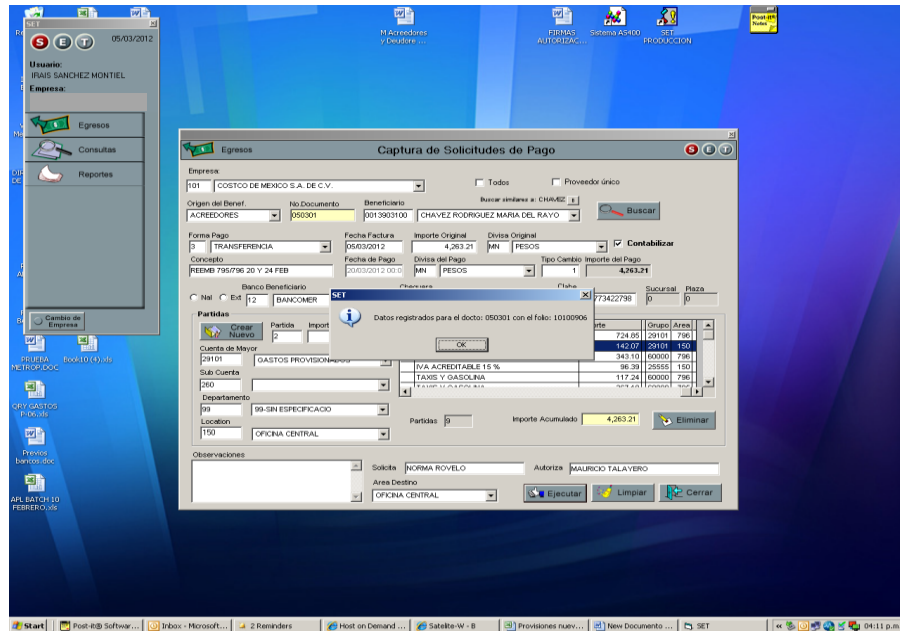 SET
S E T
05/03/2012
Usuario:
IRAIS SANCHEZ MONTIEL
Empresa:
Egresos
Consultas
Reportes
Cambio de
Empresa
M Acreedores
y Deudore ...
FIRMAS
AUTORIZAC...
Sistema AS400
SET
PRODUCCION
Post-it®
Notes
PRUEBA
METROP.DOC
Book10 (4).xls
QRY GASTOS
P-06.xls
Previos
bancos.doc
APL BATCH 10
FEBRERO.xls
Egresos
Captura de Solicitudes de Pago
S E T
Empresa:
101 COSTCO DE MEXICO S.A. DE C.V.
Todos
Proveedor único
Origen del Benef.
No.Documento
Beneficiario
Buscar similares a: CHAVEZ
ACREEDORES
050301
0013903100
CHAVEZ RODRIGUEZ MARIA DEL RAYO
Buscar
Forma Pago
Fecha Factura
Importe Original
Divisa Original
3 TRANSFERENCIA
05/03/2012
4,263.21
MN PESOS
Contabilizar
Concepto
Fecha de Pago
Divisa del Pago
Tipo Cambio
Importe del Pago
REEMB 795/796 20 Y 24 FEB
20/03/2012 00:0
MN PESOS
1
4,263.21
Banco Beneficiario
Chequera
Clabe
Sucursal
Plaza
Nal
Ext
12 BANCOMER
773422798
0
0
SET
Datos registrados para el docto: 050301 con el folio: 10100906
OK
Partidas
Crear
Nuevo
Partida
Import
2
rte
Grupo
Area
724.85 29101 796
142.07 29101 150
343.10 60000 796
IVA ACREDITABLE 15 % 96.39 25555 150
TAXIS Y GASOLINA 117.24 60000 796
Cuenta de Mayor
29101
GASTOS PROVISIONADOS
Sub Cuenta
260
Departamento
99
99-SIN ESPECIFICACIO
Location
150
OFICINA CENTRAL
Partidas 9
Importe Acumulado
4,263.21
Eliminar
Observaciones
Solicita
NORMA ROVELO
Autoriza
MAURICIO TALAVERO
Area Destino
OFICINA CENTRAL
Ejecutar
Limpiar
Cerrar
Start
Post-it® Softwar...
Inbox - Microsoft...
2 Reminders
Host on Demand ...
Satelite-W - B
Provisiones nuev...
New Documento ...
SET
04:11 p.m